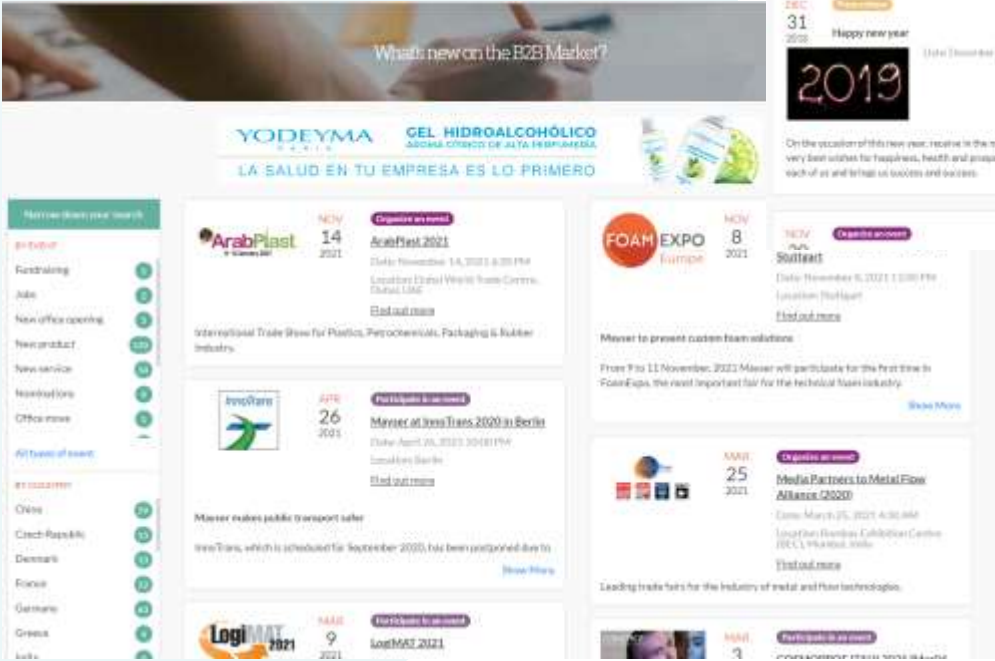 What's new on the B2B Market?
YODEYMA
PARIS
GEL HIDROALCOHÓLICO
AROMA CÍTRICO DE ALTA PERFUMERÍA
LA SALUD EN TU EMPRESA ES LO PRIMERO
DEC
31
2018
Press release
Happy new year
Date: December
2019
On the occasion of this new year, receive in the
very best wishes for happiness, health and
each of us and brings us success and success.
Narrow down your search
BY EVENT
Fundraising
Jobs
New office opening
New product
New service
Nominations
Office move
All types of event
BY COUNTRY
China
Czech Republic
Denmark
France
Germany
Greece
India
ArabPlast
NOV
14
2021
Organize an event
ArabPlast 2021
Date: November 14, 2021
Location: Dubai World Trade Centre,
Dubai, UAE
Find out more
International Trade Show for Plastics, Petrochemicals, Packaging & Rubber
Industry.
InnoTrans
APR
26
2021
Participate in an event
Mayser at InnoTrans 2020 in Berlin
Date: April 26, 2021 10:00 PM
Location: Berlin
Find out more
Mayser makes public transport safer
InnoTrans, which is scheduled for September 2020, has been postponed due to
Show More
LogiMAT
2021
MAR
9
2021
Participate in an event
LogiMAT 2021
FOAM EXPO
Europe
NOV
8
2021
NOV
Organize an event
Stuttgart
Date: November 8, 2021
Location: Stuttgart
Find out more
Mayser to present custom foam solutions
From 9 to 11 November, 2021 Mayser will participate for the first time in
FoamExpo, the most important fair for the technical foam industry.
Show More
MAR
25
2021
Organize an event
Media Partners to Metal Flow
Alliance (2020)
Date: March 25, 2021 4:30 AM
Location: Bombay Exhibition Centre
(BEC), Mumbai, India
Find out more
Leading trade fairs for the industry of metal and flow technologies.
MAR
3
Participate in an event